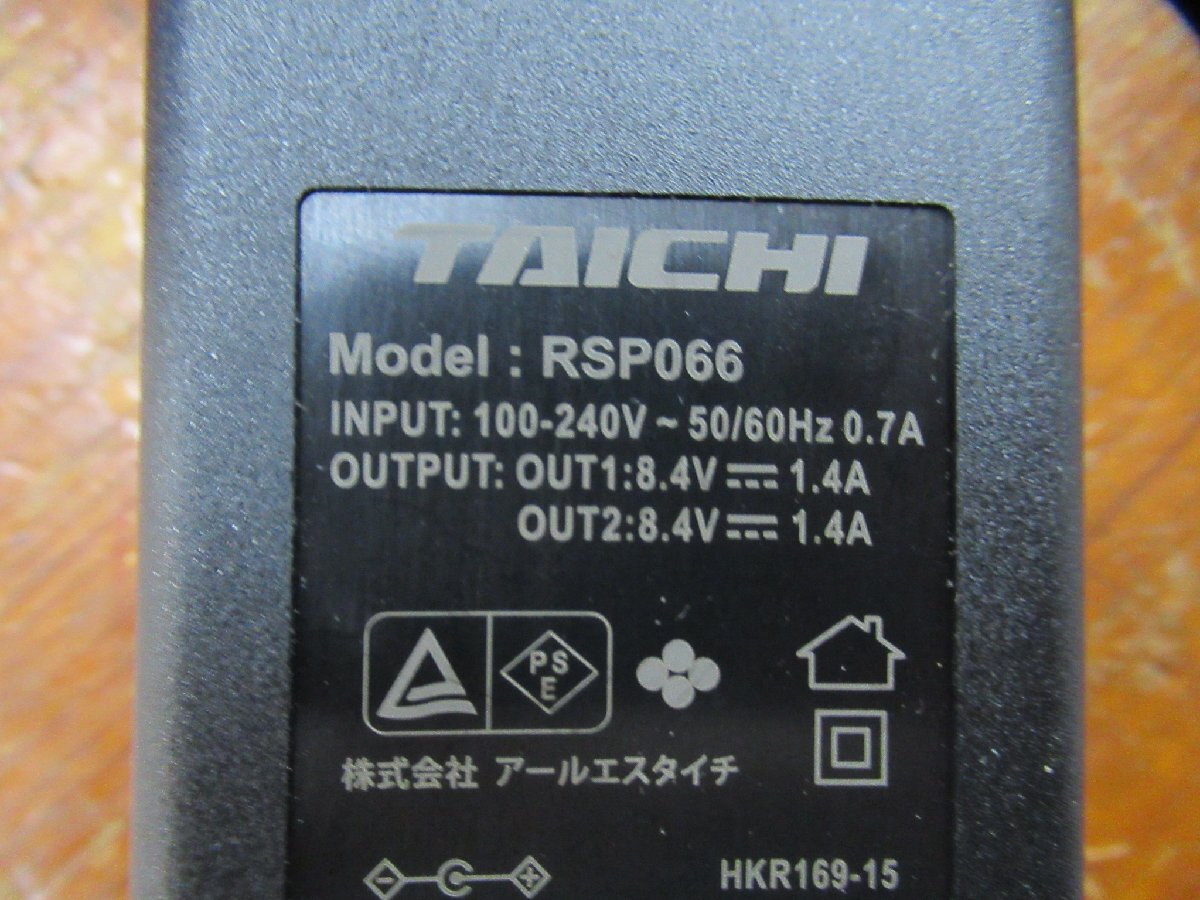 TAICHI
Model : RSP066
INPUT: 100-240V ~ 50/60Hz 0.7A
OUTPUT: OUT1:8.4V ⎓ 1.4A
OUT2:8.4V ⎓ 1.4A
PS
E
株式会社 アールエスタイチ
- +
HKR169-15